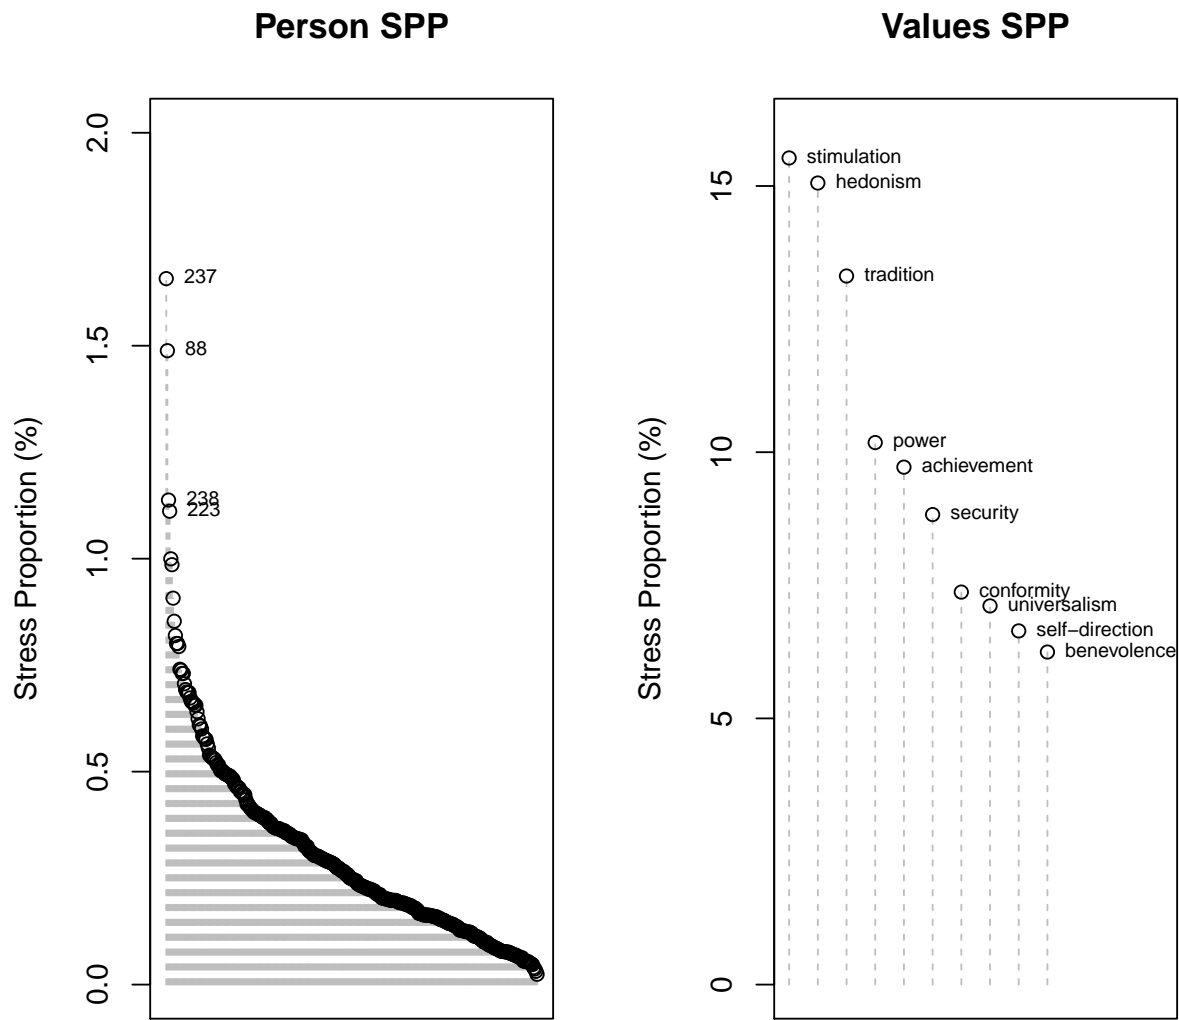 Person SPP
Stress Proportion (%)
2.0
1.5
1.0
0.5
0.0
237
88
238
223
Values SPP
Stress Proportion (%)
15
10
5
0
stimulation
hedonism
tradition
power
achievement
security
conformity
universalism
self−direction
benevolence